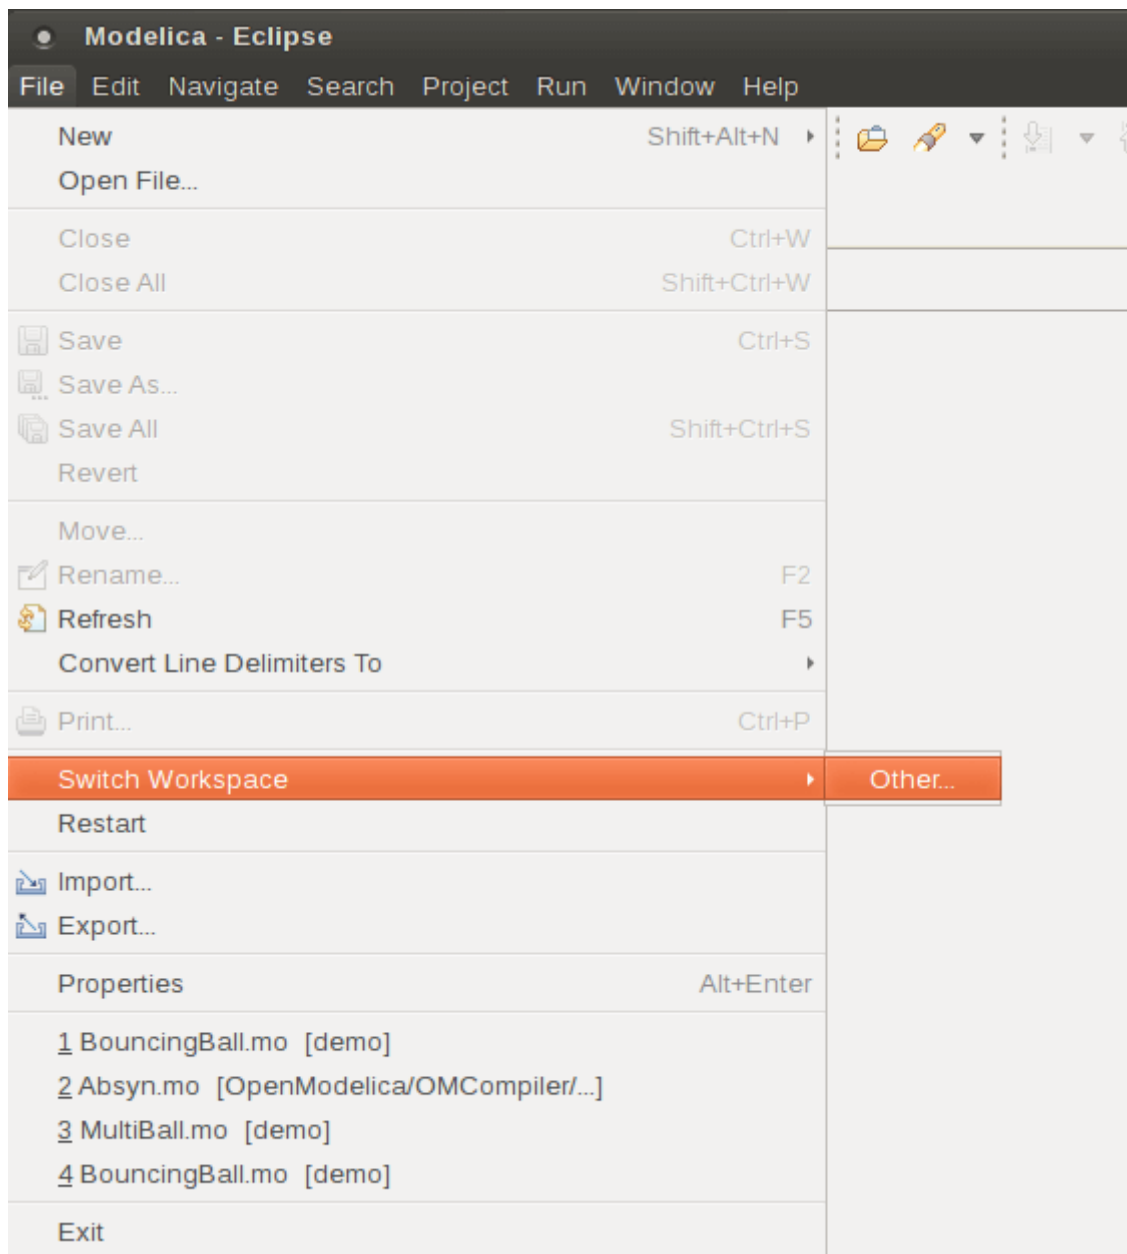 Modelica - Eclipse
File Edit Navigate Search Project Run Window Help
New Shift+Alt+N
Open File...
Close Ctrl+W
Close All Shift+Ctrl+W
Save Ctrl+S
Save As...
Save All Shift+Ctrl+S
Revert
Move...
Rename... F2
Refresh F5
Convert Line Delimiters To
Print... Ctrl+P
Switch Workspace Other...
Restart
Import...
Export...
Properties Alt+Enter
1 BouncingBall.mo [demo]
2 Absyn.mo [OpenModelica/OMCompiler/...]
3 MultiBall.mo [demo]
4 BouncingBall.mo [demo]
Exit